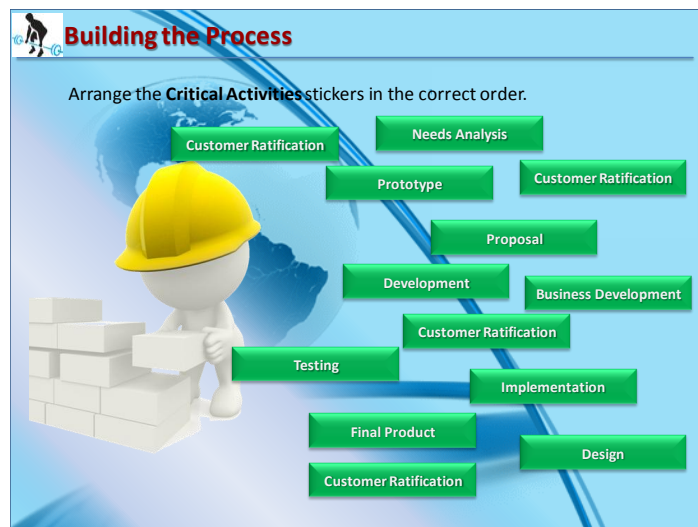 Building the Process
Arrange the Critical Activities stickers in the correct order.
Needs Analysis
Customer Ratification
Customer Ratification
Prototype
Proposal
Development
Business Development
Customer Ratification
Testing
Implementation
Final Product
Design
Customer Ratification